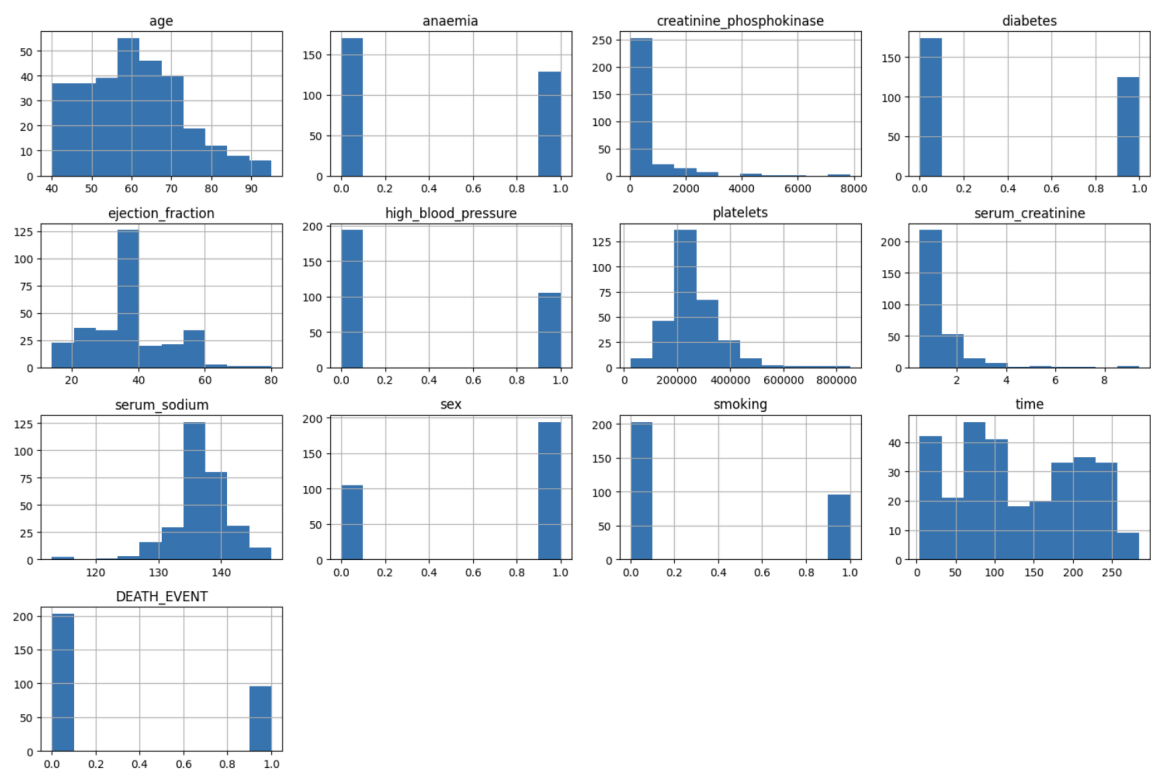 age
50
40
30
20
10
0
40 50 60 70 80 90
anaemia
150
100
50
0
0.0 0.2 0.4 0.6 0.8 1.0
creatinine_phosphokinase
250
200
150
100
50
0
0 2000 4000 6000 8000
diabetes
150
100
50
0
0.0 0.2 0.4 0.6 0.8 1.0
ejection_fraction
125
100
75
50
25
0
20 40 60 80
high_blood_pressure
200
150
100
50
0
0.0 0.2 0.4 0.6 0.8 1.0
platelets
125
100
75
50
25
0
0 200000 400000 600000 800000
serum_creatinine
200
150
100
50
0
2 4 6 8
serum_sodium
125
100
75
50
25
0
120 130 140
sex
200
150
100
50
0
0.0 0.2 0.4 0.6 0.8 1.0
smoking
200
150
100
50
0
0.0 0.2 0.4 0.6 0.8 1.0
time
40
30
20
10
0
0 50 100 150 200 250
DEATH_EVENT
200
150
100
50
0
0.0 0.2 0.4 0.6 0.8 1.0